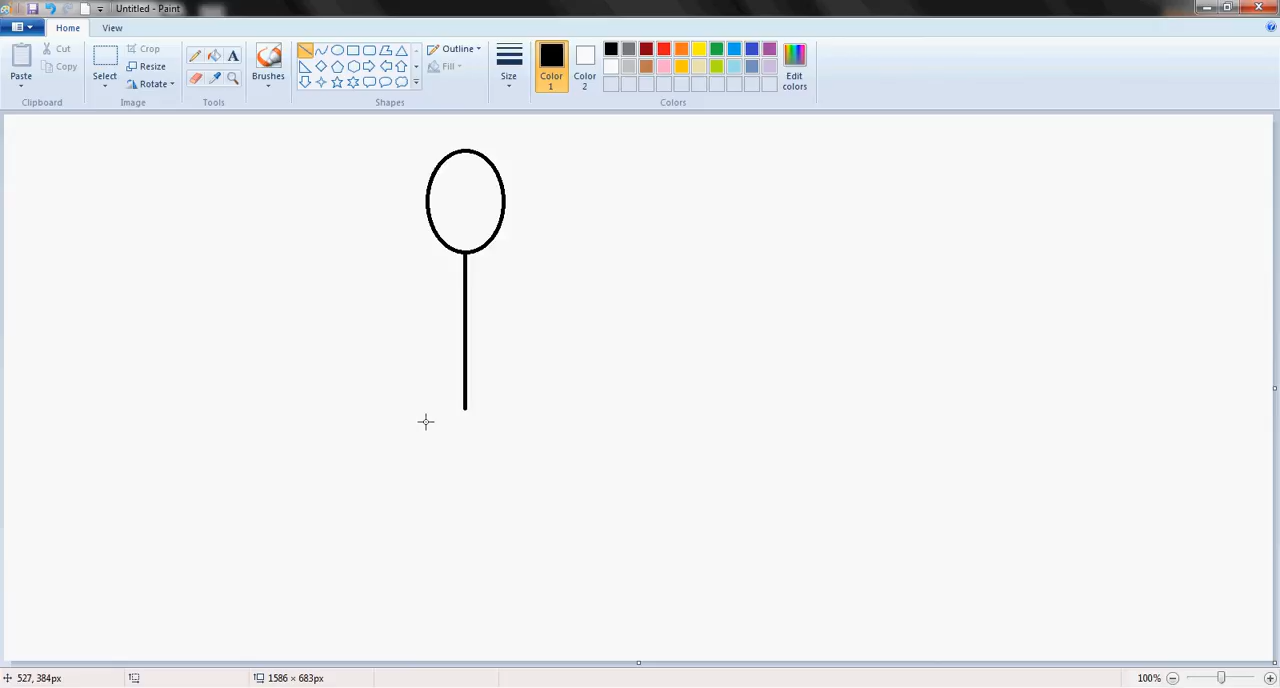 Untitled - Paint
Home View
Paste Cut Copy
Clipboard
Select Crop Resize Rotate
Image
A
Tools
Brushes
Outline
Fill
Shapes
Size
Color 1
Color 2
Edit colors
Colors
527, 384px
1586 × 683px
100%